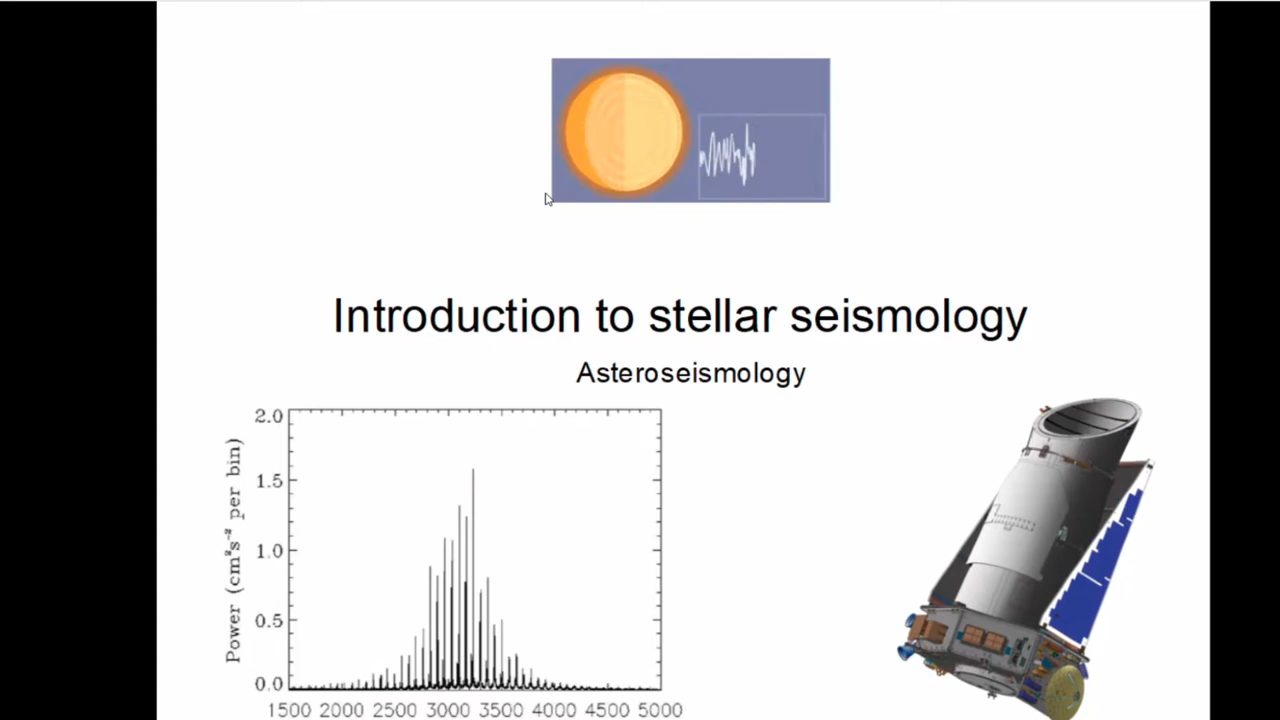 Introduction to stellar seismology
Asteroseismology
2.0
1.5
1.0
0.5
0.0
Power (cm²s⁻² per bin)
1500 2000 2500 3000 3500 4000 4500 5000